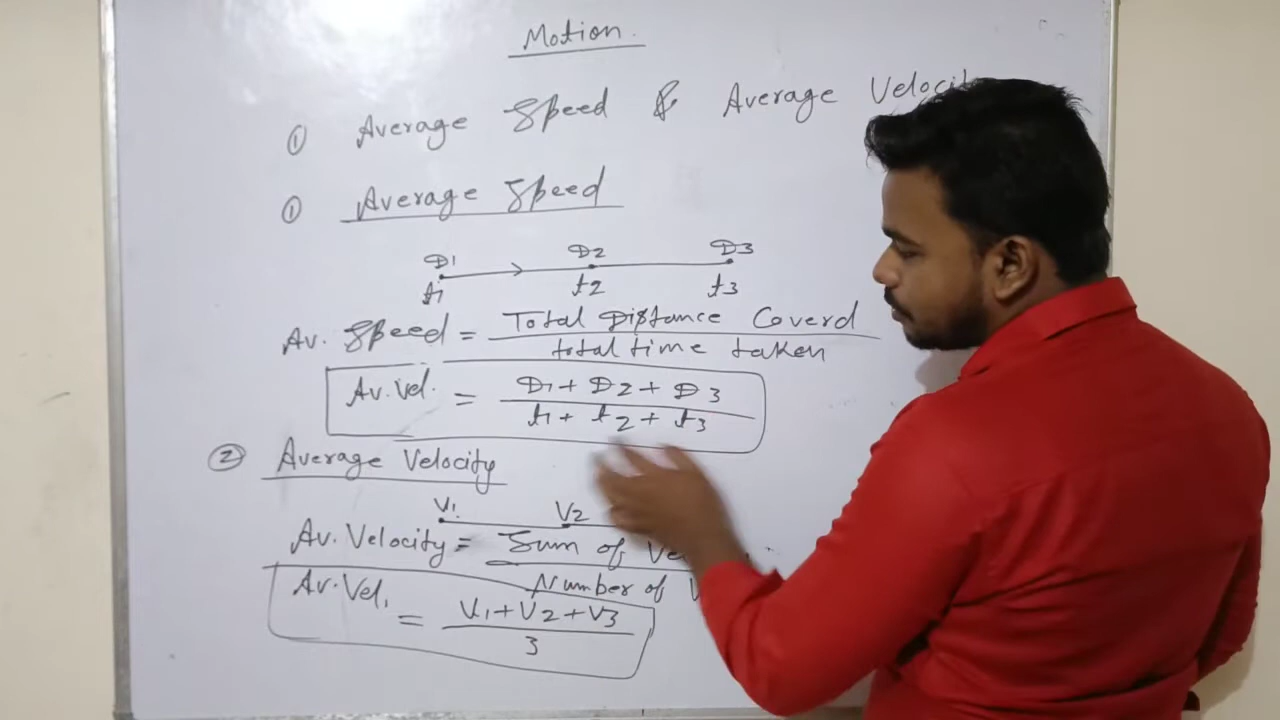 Motion.
① Average Speed & Average Velocity
① Average Speed
D1 D2 D3
t1 t2 t3
Av. Speed = Total Distance Coverd
total time taken
Av. Vel. = D1 + D2 + D3
t1 + t2 + t3
② Average Velocity
V1 V2
Av. Velocity = Sum of
Number of
Av. Vel. = V1 + V2 + V3
3